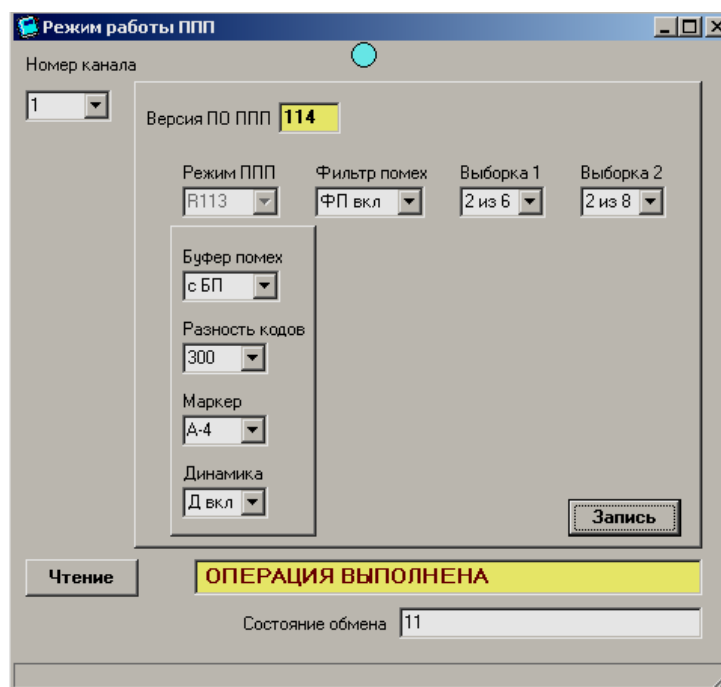 Режим работы ППП
Номер канала
1
Версия ПО ППП 114
Режим ППП Фильтр помех Выборка 1 Выборка 2
R113 ФП вкл 2 из 6 2 из 8
Буфер помех
с БП
Разность кодов
300
Маркер
А-4
Динамика
Д вкл
Запись
Чтение ОПЕРАЦИЯ ВЫПОЛНЕНА
Состояние обмена 11